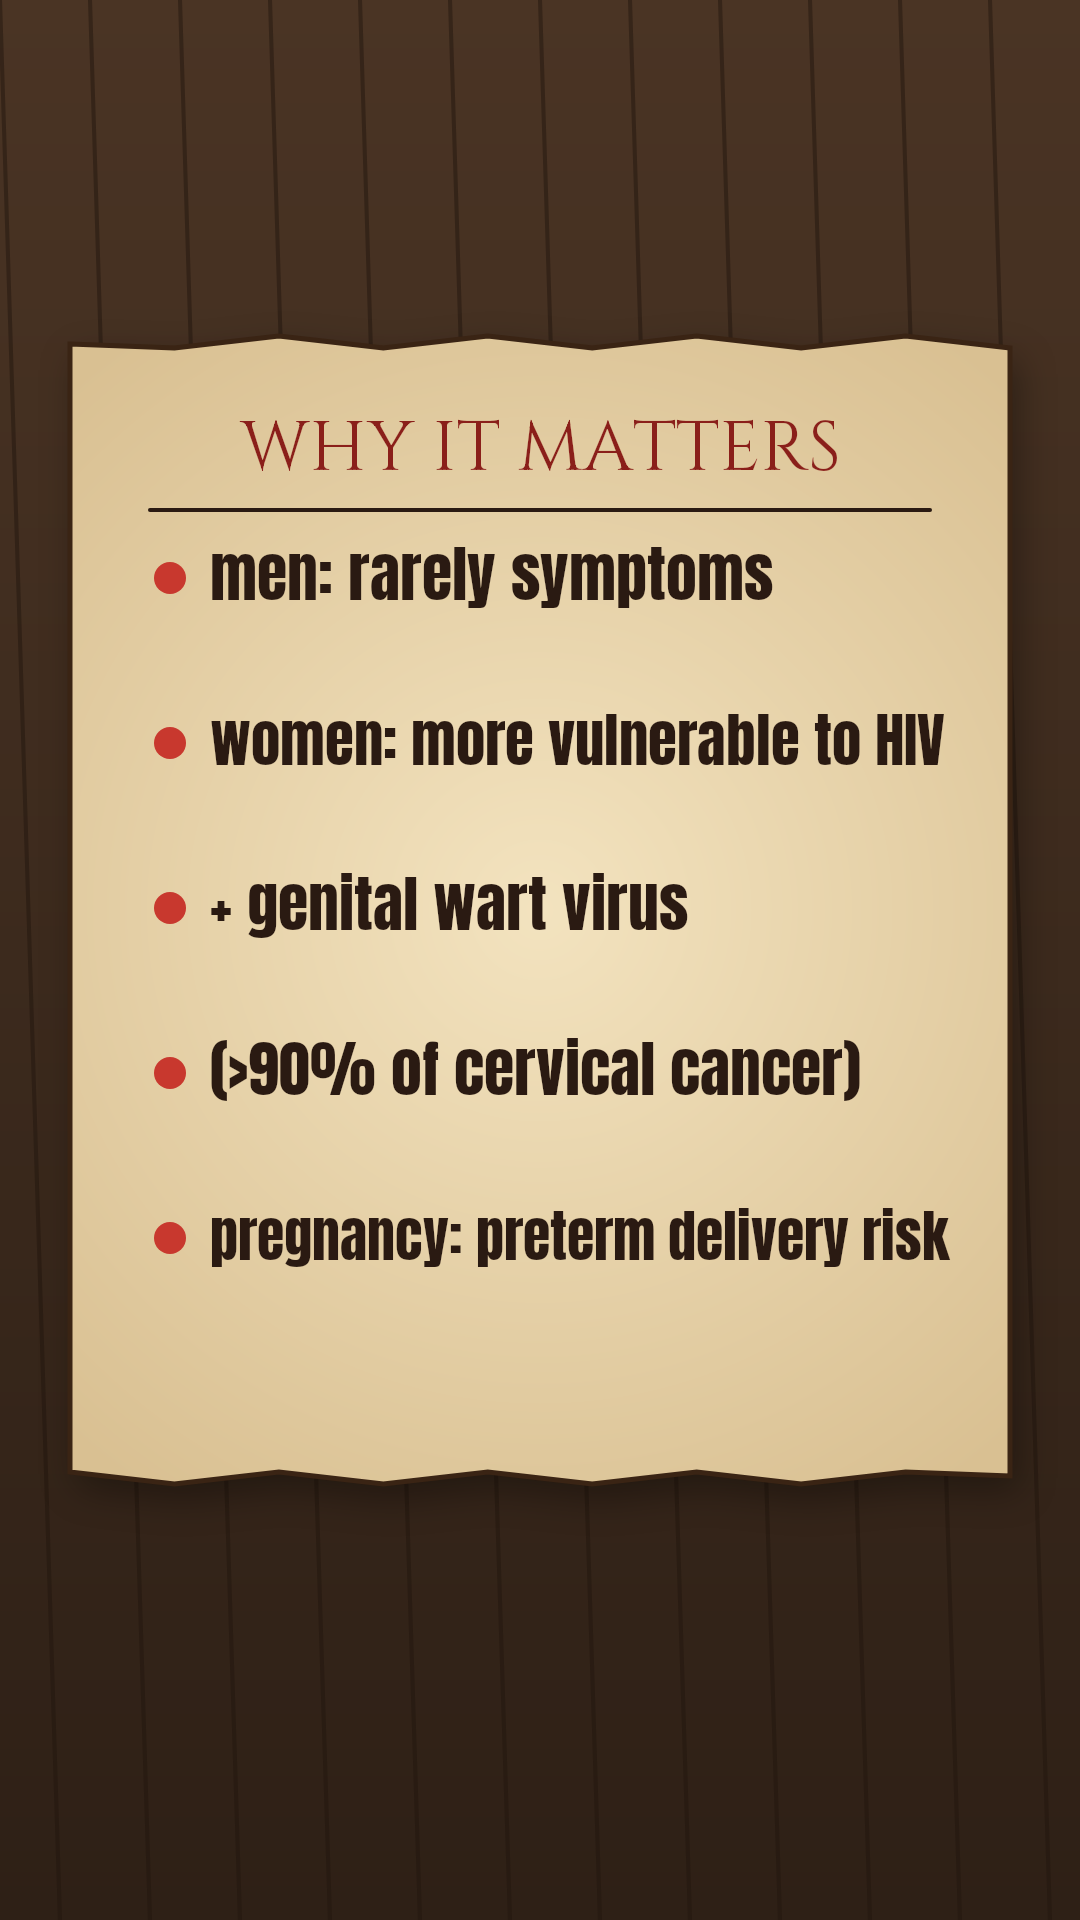 WHY IT MATTERS
men: rarely symptoms
women: more vulnerable to HIV
+ genital wart virus
(>90% of cervical cancer)
pregnancy: preterm delivery risk